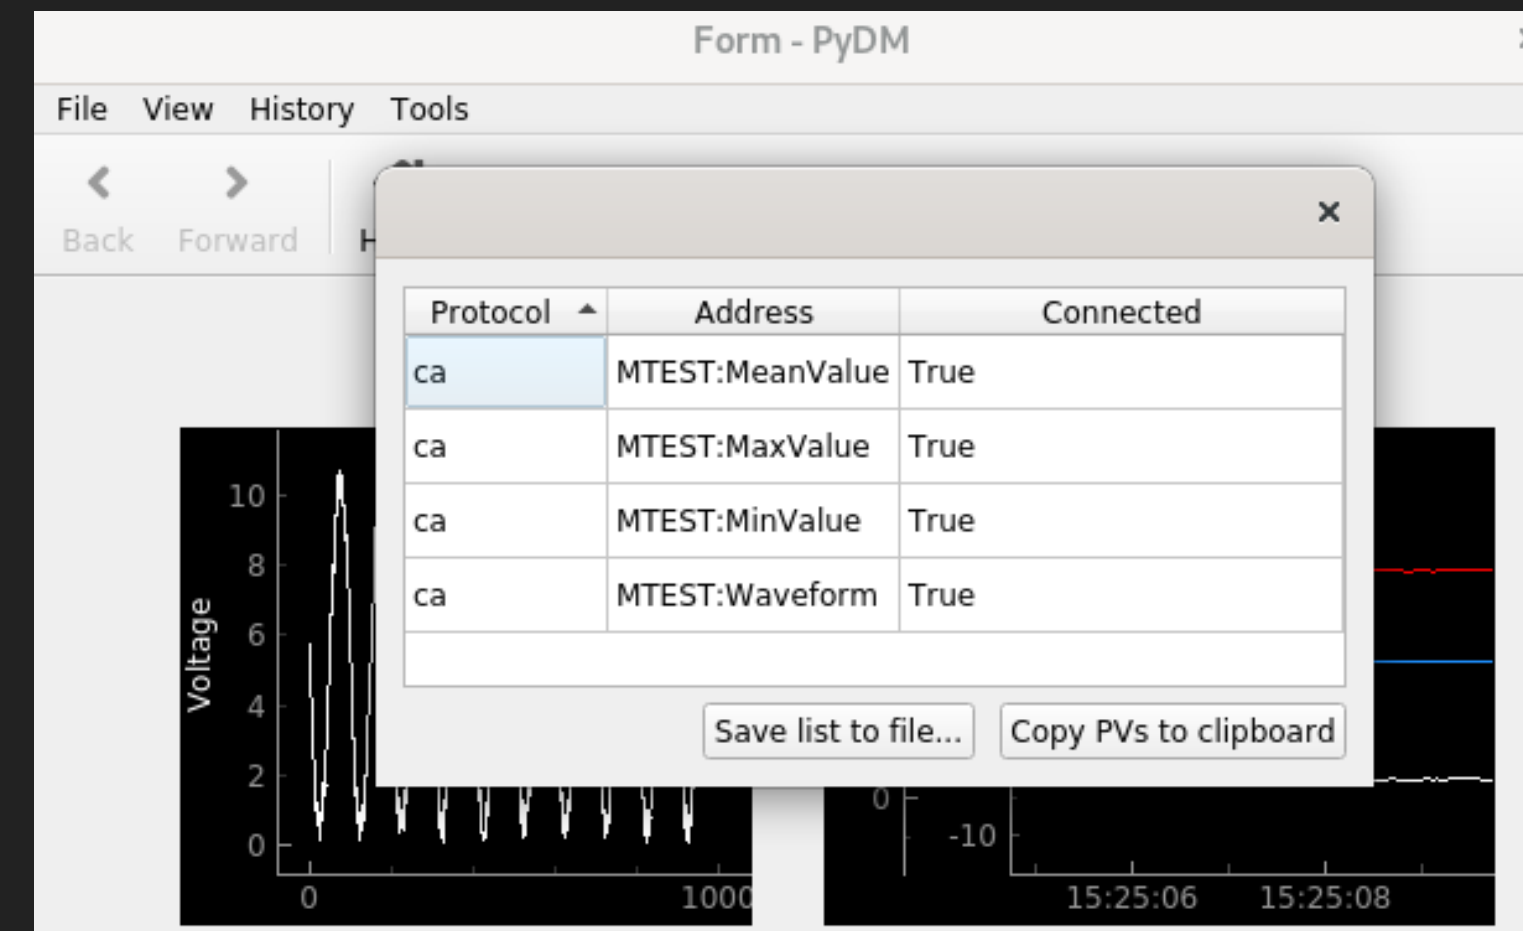 Form - PyDM
File View History Tools
Back Forward
Protocol Address Connected
ca MTEST:MeanValue True
ca MTEST:MaxValue True
ca MTEST:MinValue True
ca MTEST:Waveform True
Save list to file... Copy PVs to clipboard
Voltage
10
8
6
4
2
0
0 1000
0
-10
15:25:06 15:25:08